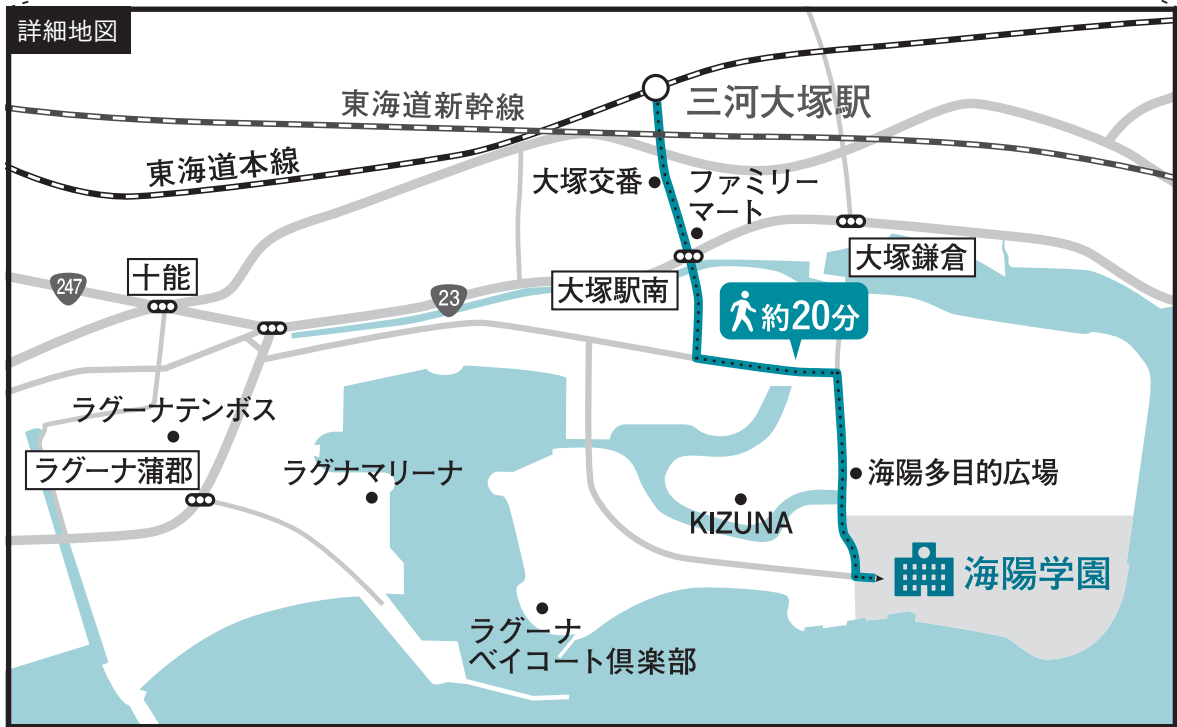 詳細地図
東海道新幹線
三河大塚駅
東海道本線
大塚交番
ファミリー
マート
大塚鎌倉
十能
247
23
大塚駅南
約20分
ラグーナテンボス
ラグーナ蒲郡
ラグナマリーナ
海陽多目的広場
KIZUNA
海陽学園
ラグーナ
ベイコート倶楽部